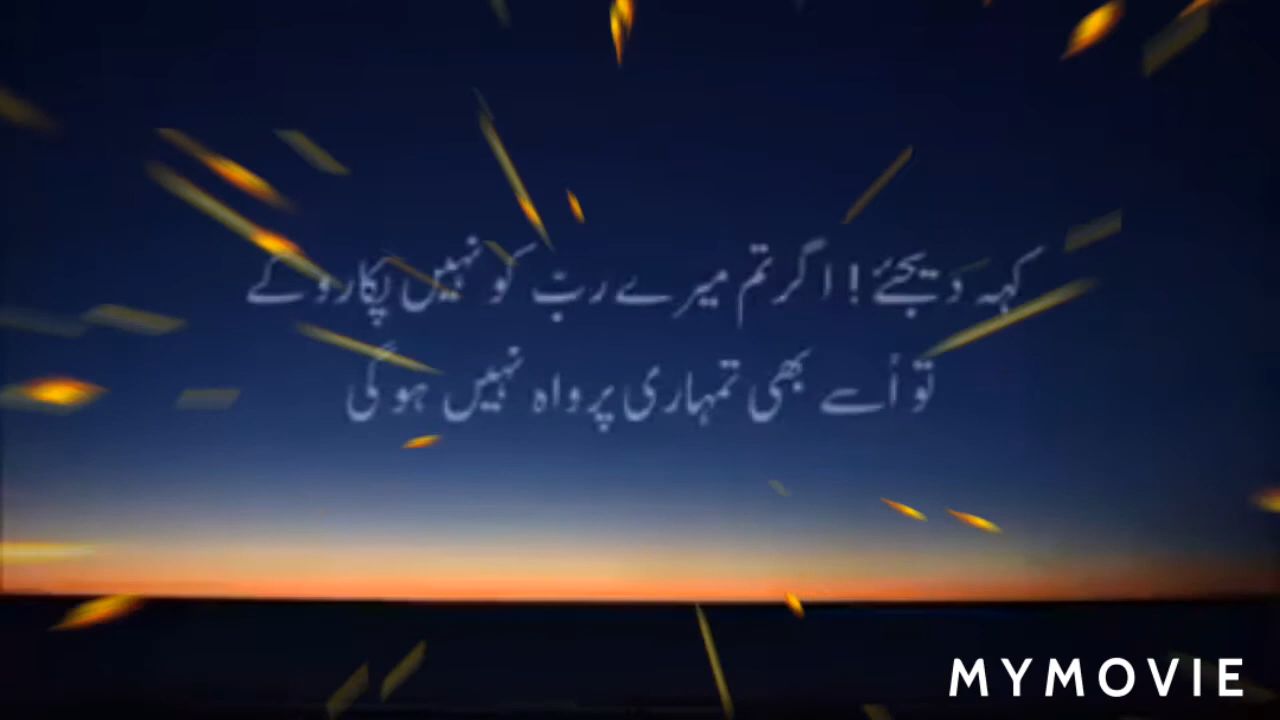 کہہ دیجئے ! اگر تم میرے ربّ کو نہیں پکارو گے
تو اُسے بھی تمہاری پرواہ نہیں ہو گی
MYMOVIE